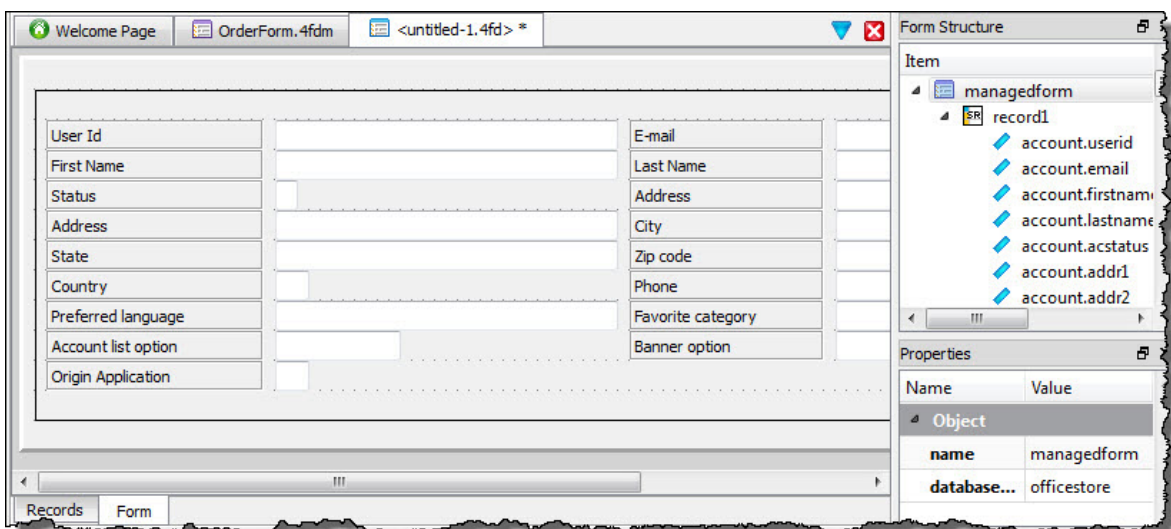 Welcome Page
OrderForm.4fdm
<untitled-1.4fd> *
User Id
E-mail
First Name
Last Name
Status
Address
Address
City
State
Zip code
Country
Phone
Preferred language
Favorite category
Account list option
Banner option
Origin Application
Records
Form
Form Structure
Item
managedform
SR record1
account.userid
account.email
account.firstnam
account.lastname
account.acstatus
account.addr1
account.addr2
Properties
Name Value
Object
name managedform
database... officestore